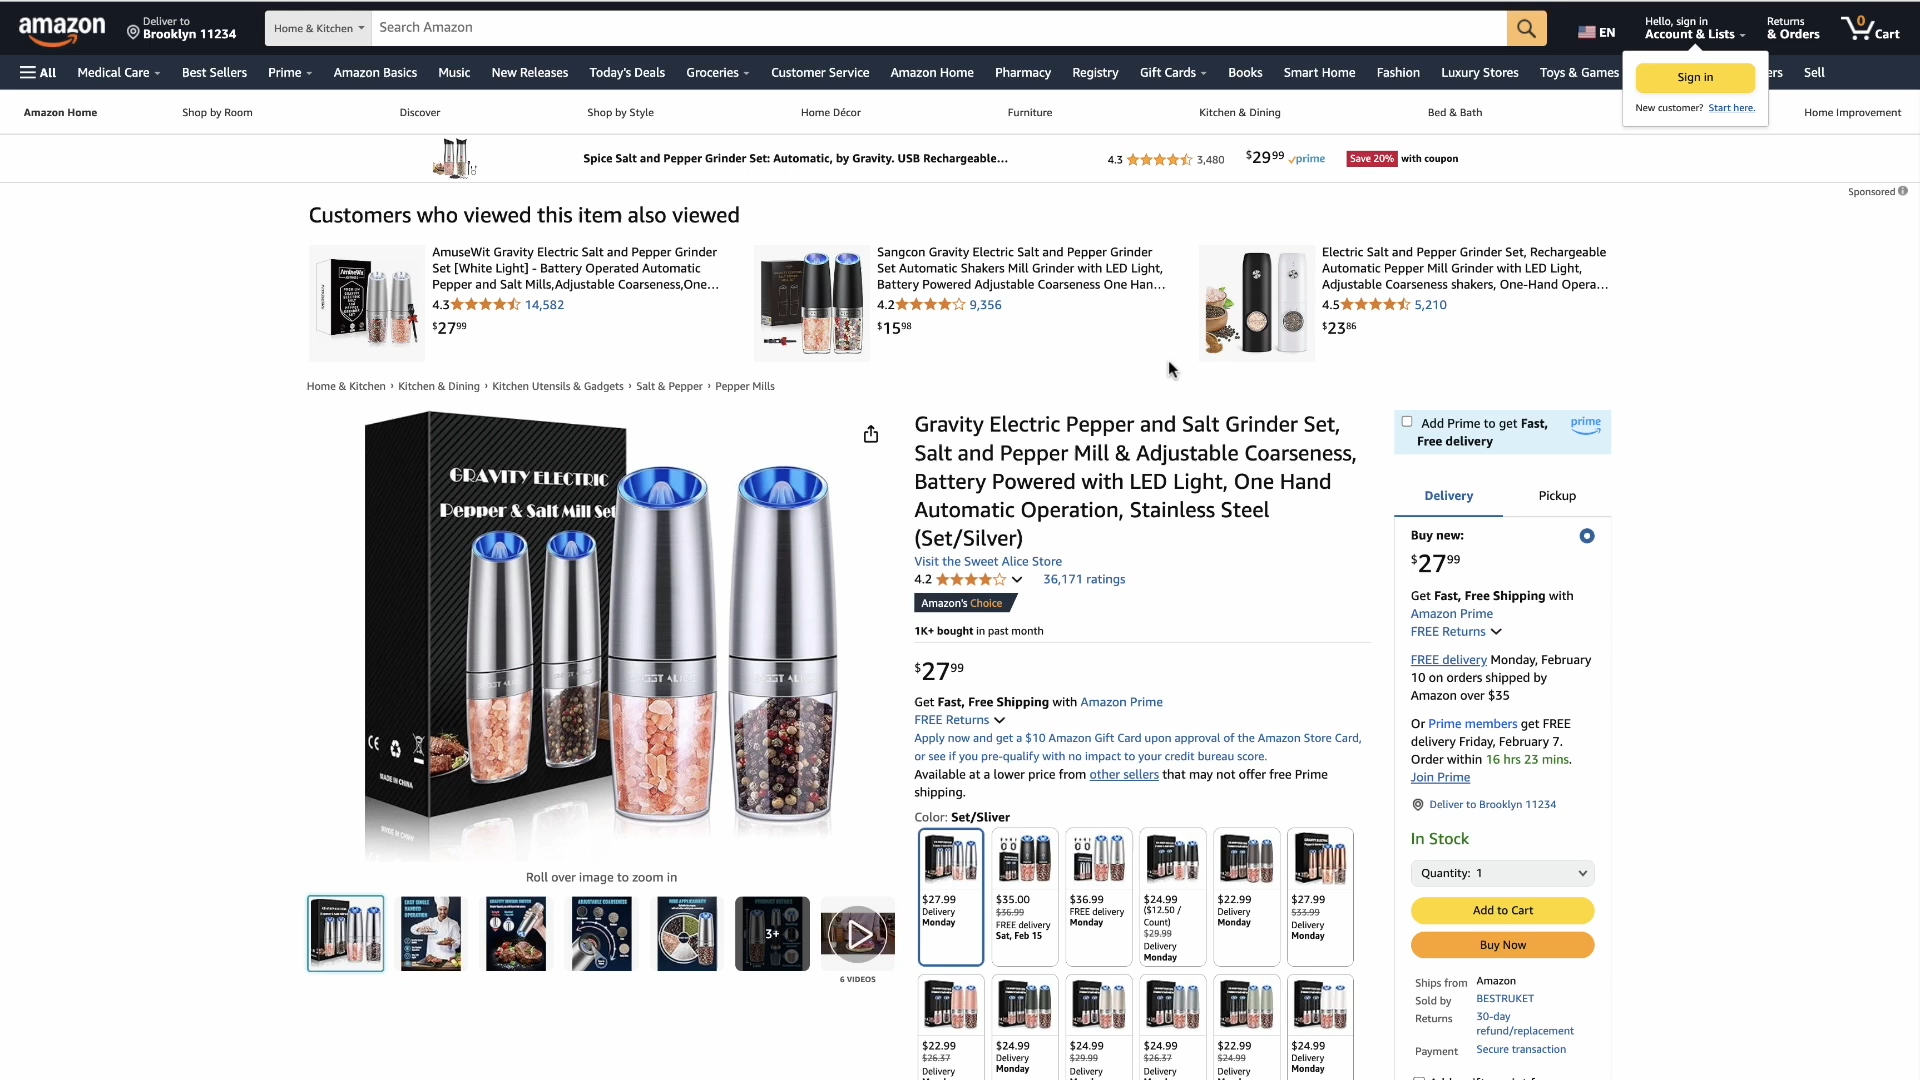 amazon
Deliver to
Brooklyn 11234
Home & Kitchen
Search Amazon
EN
Hello, sign in
Account & Lists
Returns
& Orders
0
Cart
All
Medical Care
Best Sellers
Prime
Amazon Basics
Music
New Releases
Today's Deals
Groceries
Customer Service
Amazon Home
Pharmacy
Registry
Gift Cards
Books
Smart Home
Fashion
Luxury Stores
Toys & Games
ers
Sell
Sign in
New customer? Start here.
Amazon Home
Shop by Room
Discover
Shop by Style
Home Décor
Furniture
Kitchen & Dining
Bed & Bath
Home Improvement
Spice Salt and Pepper Grinder Set: Automatic, by Gravity. USB Rechargeable...
4.3
3,480
$29 99
prime
Save 20% with coupon
Sponsored
Customers who viewed this item also viewed
AmuseWit Gravity Electric Salt and Pepper Grinder
Set [White Light] - Battery Operated Automatic
Pepper and Salt Mills,Adjustable Coarseness,One...
4.3 14,582
$27 99
Sangcon Gravity Electric Salt and Pepper Grinder
Set Automatic Shakers Mill Grinder with LED Light,
Battery Powered Adjustable Coarseness One Han...
4.2 9,356
$15 98
Electric Salt and Pepper Grinder Set, Rechargeable
Automatic Pepper Mill Grinder with LED Light,
Adjustable Coarseness shakers, One-Hand Opera...
4.5 5,210
$23 86
Home & Kitchen › Kitchen & Dining › Kitchen Utensils & Gadgets › Salt & Pepper › Pepper Mills
GRAVITY ELECTRIC
Pepper & Salt Mill Set
MADE IN CHINA
Roll over image to zoom in
3+
6 VIDEOS
Gravity Electric Pepper and Salt Grinder Set,
Salt and Pepper Mill & Adjustable Coarseness,
Battery Powered with LED Light, One Hand
Automatic Operation, Stainless Steel
(Set/Silver)
Visit the Sweet Alice Store
4.2
36,171 ratings
Amazon's Choice
1K+ bought in past month
$27 99
Get Fast, Free Shipping with Amazon Prime
FREE Returns
Apply now and get a $10 Amazon Gift Card upon approval of the Amazon Store Card,
or see if you pre-qualify with no impact to your credit bureau score.
Available at a lower price from other sellers that may not offer free Prime
shipping.
Color: Set/Sliver
$27.99
Delivery
Monday
$35.00
$36.99
FREE delivery
Sat, Feb 15
$36.99
FREE delivery
Monday
$24.99
($12.50 /
Count)
$29.99
Delivery
Monday
$22.99
Delivery
Monday
$27.99
$33.99
Delivery
Monday
$22.99
$26.37
Delivery
$24.99
Delivery
Monday
$24.99
$29.99
Delivery
$24.99
$26.37
Delivery
$22.99
$24.99
Delivery
$24.99
Delivery
Monday
Add Prime to get Fast,
Free delivery
prime
Delivery
Pickup
Buy new:
$27 99
Get Fast, Free Shipping with
Amazon Prime
FREE Returns
FREE delivery Monday, February
10 on orders shipped by
Amazon over $35
Or Prime members get FREE
delivery Friday, February 7.
Order within 16 hrs 23 mins.
Join Prime
Deliver to Brooklyn 11234
In Stock
Quantity: 1
Add to Cart
Buy Now
Ships from
Amazon
Sold by
BESTRUKET
Returns
30-day
refund/replacement
Payment
Secure transaction